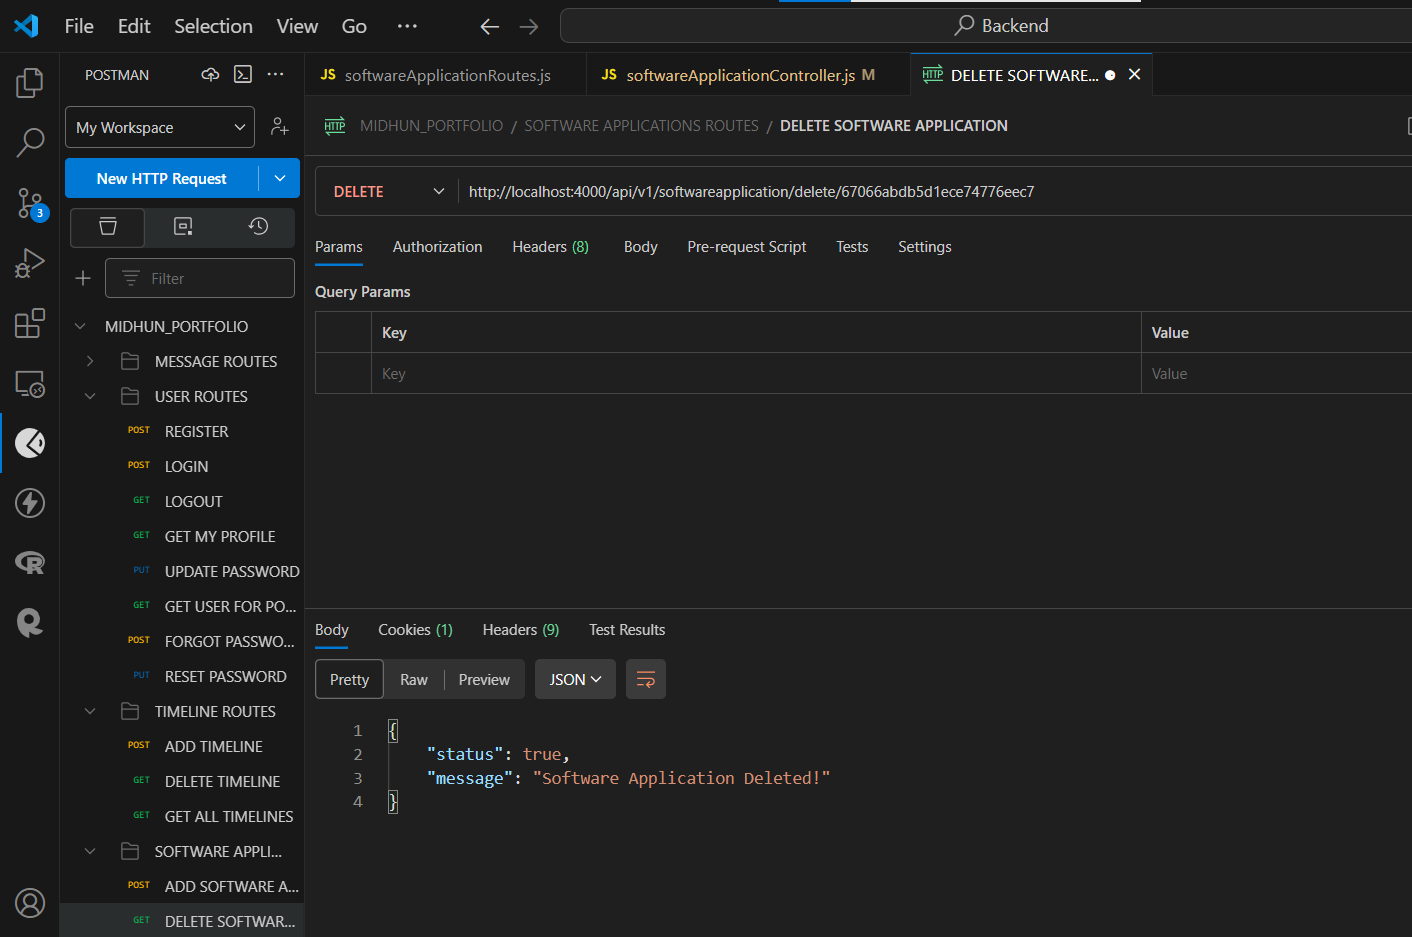 File Edit Selection View Go ···
Backend
POSTMAN
softwareApplicationRoutes.js
softwareApplicationController.js M
DELETE SOFTWARE...
My Workspace
MIDHUN_PORTFOLIO / SOFTWARE APPLICATIONS ROUTES / DELETE SOFTWARE APPLICATION
New HTTP Request
DELETE http://localhost:4000/api/v1/softwareapplication/delete/67066abdb5d1ece74776eec7
3
Params Authorization Headers (8) Body Pre-request Script Tests Settings
Filter
Query Params
Key Value
Key Value
MIDHUN_PORTFOLIO
MESSAGE ROUTES
USER ROUTES
POST REGISTER
POST LOGIN
GET LOGOUT
GET GET MY PROFILE
PUT UPDATE PASSWORD
GET GET USER FOR PO...
POST FORGOT PASSWO...
PUT RESET PASSWORD
TIMELINE ROUTES
POST ADD TIMELINE
GET DELETE TIMELINE
GET GET ALL TIMELINES
SOFTWARE APPLI...
POST ADD SOFTWARE A...
GET DELETE SOFTWAR...
Body Cookies (1) Headers (9) Test Results
Pretty Raw Preview JSON
1 {
2 "status": true,
3 "message": "Software Application Deleted!"
4 }